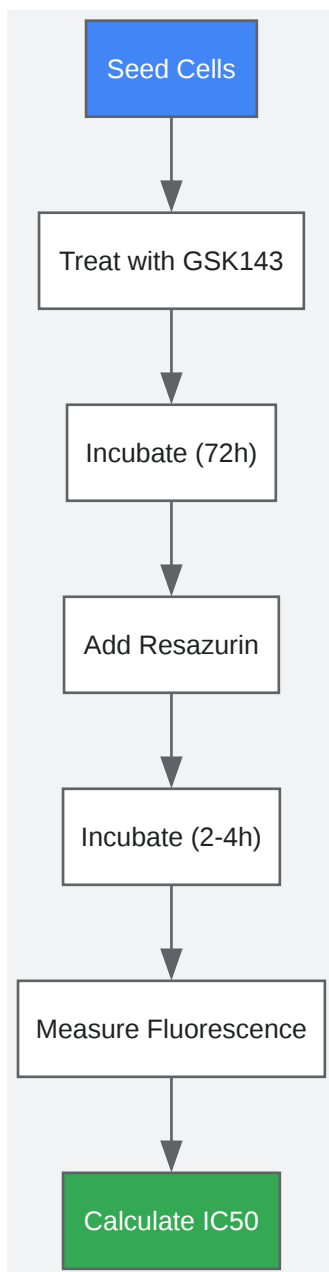 Seed Cells
Treat with GSK143
Incubate (72h)
Add Resazurin
Incubate (2-4h)
Measure Fluorescence
Calculate IC50